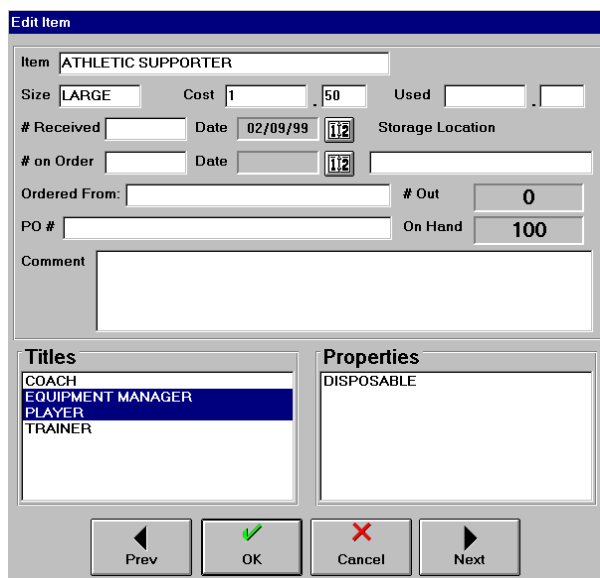 Edit Item
Item ATHLETIC SUPPORTER
Size LARGE Cost 1 . 50 Used .
# Received Date 02/09/99 12 Storage Location
# on Order Date 12
Ordered From: # Out 0
PO # On Hand 100
Comment
Titles Properties
COACH DISPOSABLE
EQUIPMENT MANAGER
PLAYER
TRAINER
Prev OK Cancel Next